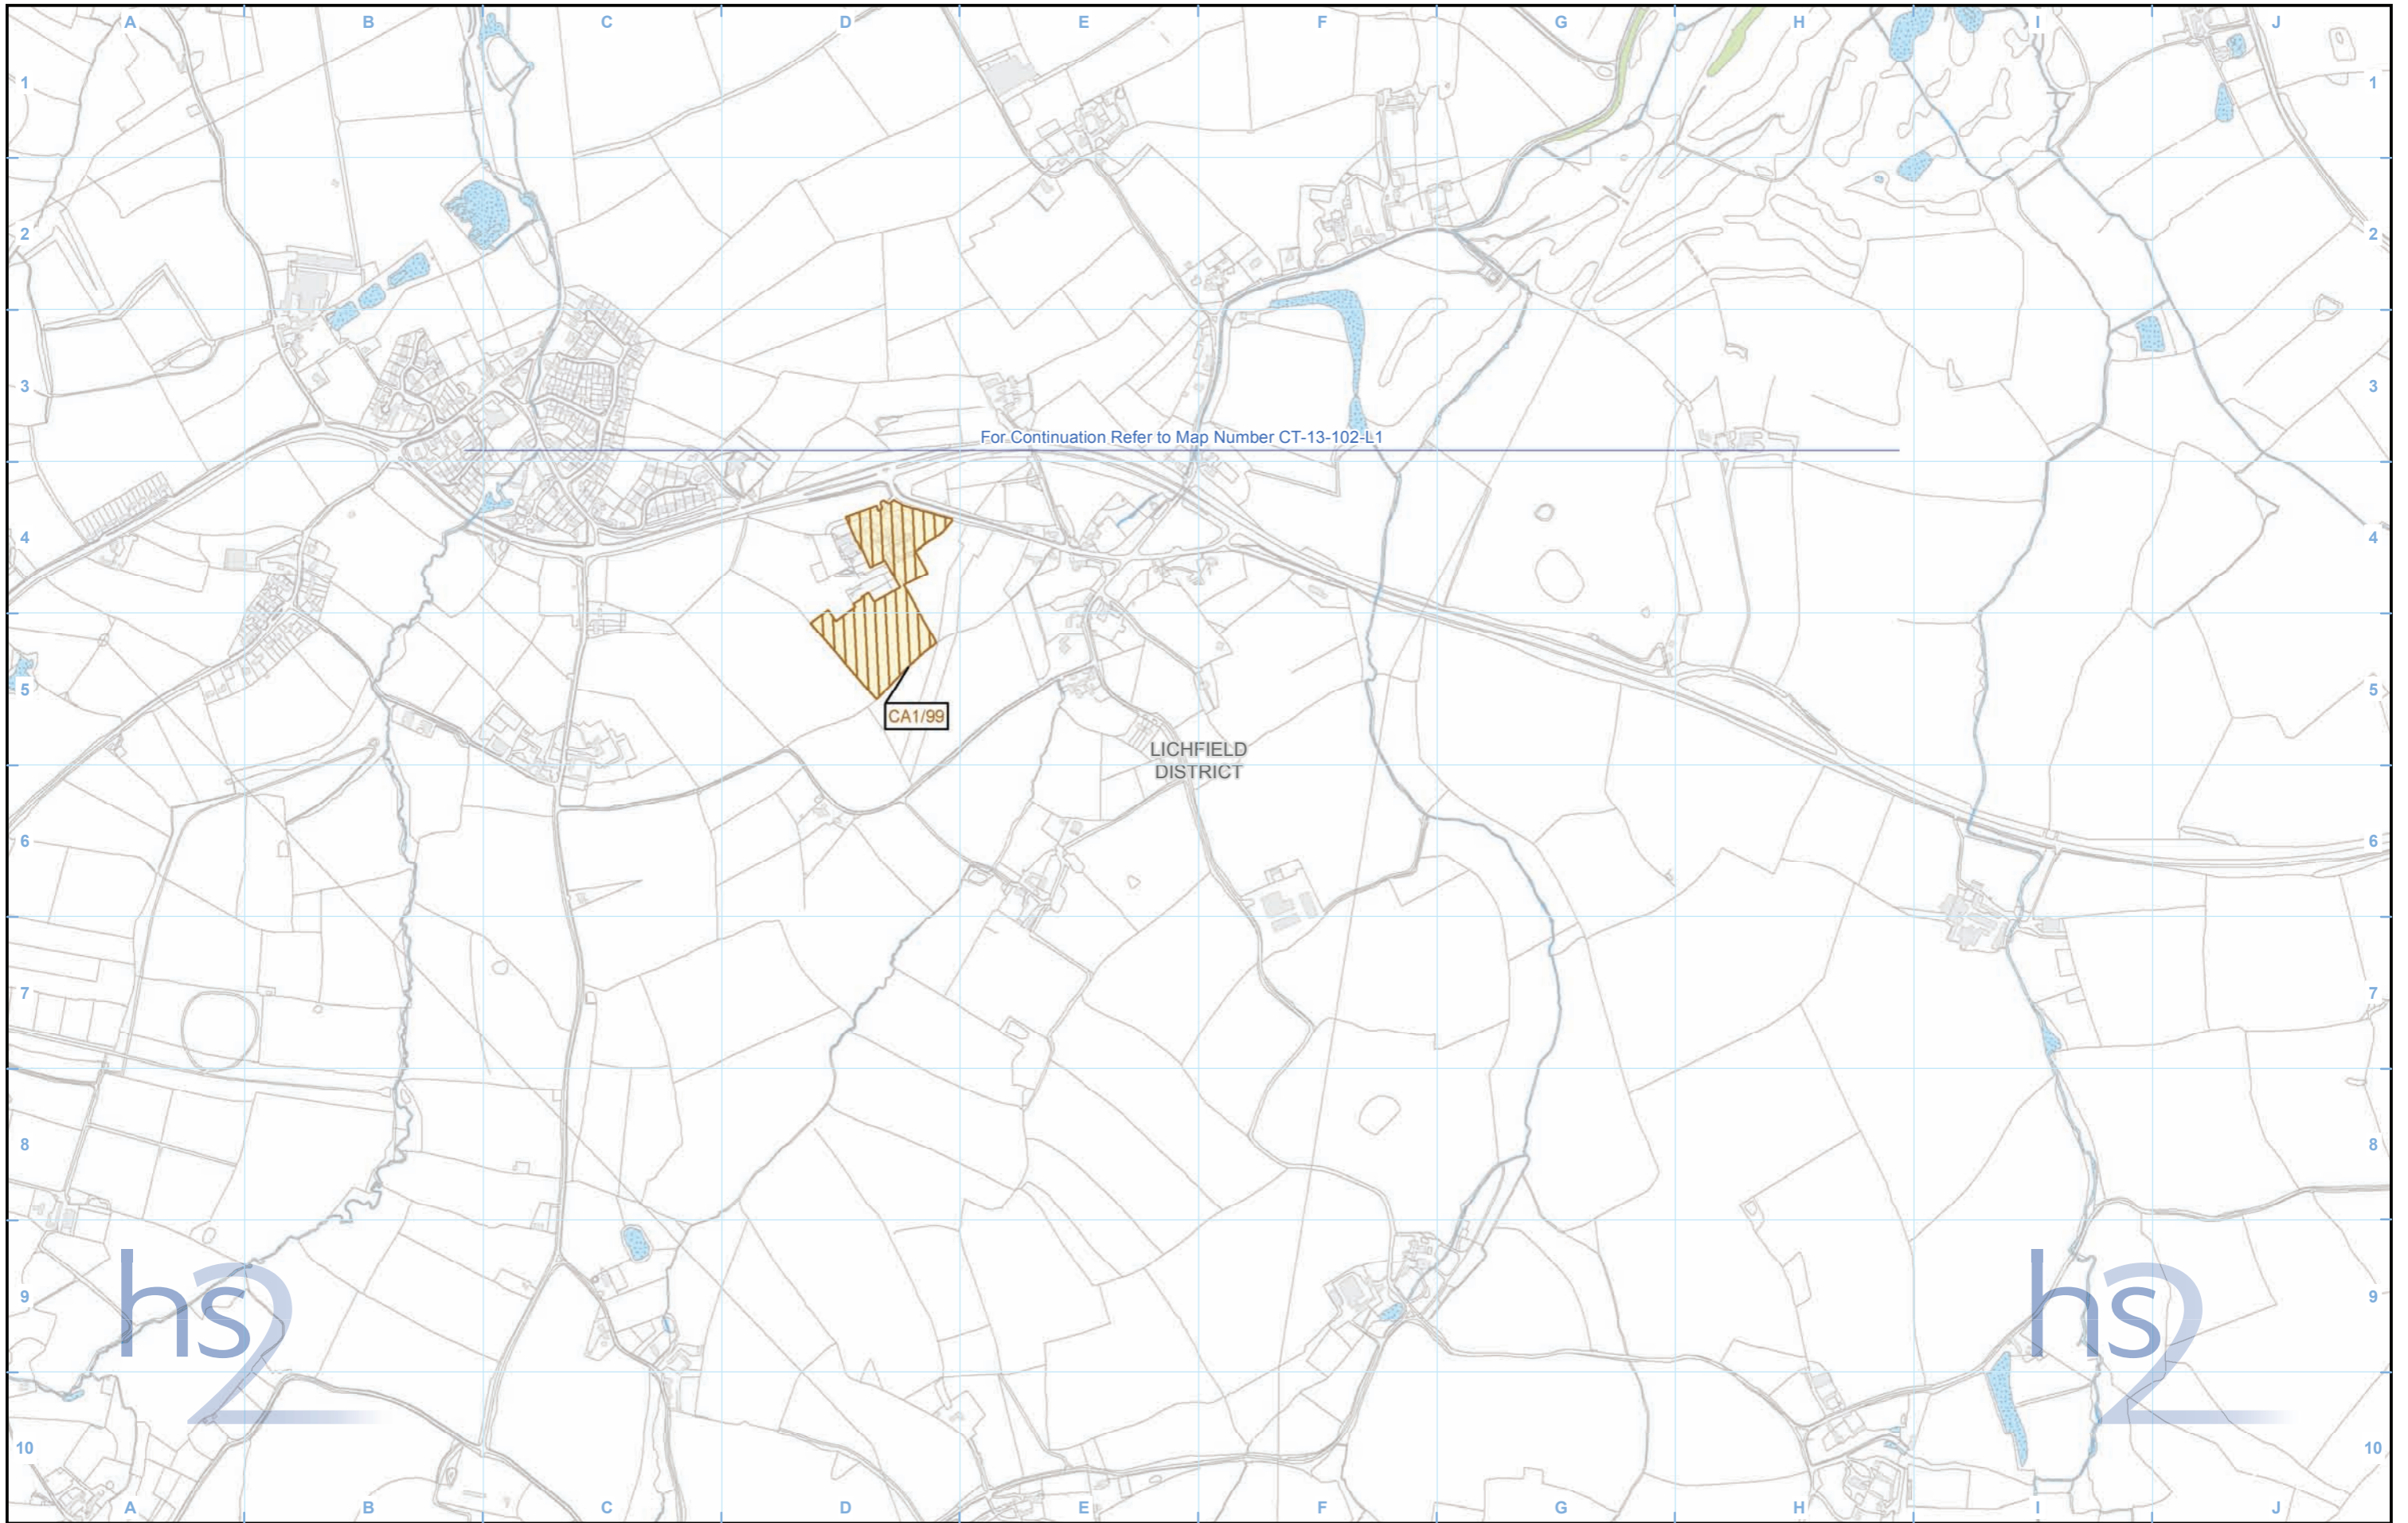 A B C D E F G H I J
1 1
2 2
3 3
For Continuation Refer to Map Number CT-13-102-L1
4 4
5 5
CA1/99
LICHFIELD
DISTRICT
6 6
7 7
8 8
hs2 hs2
9 9
10 10
A B C D E F G H I J